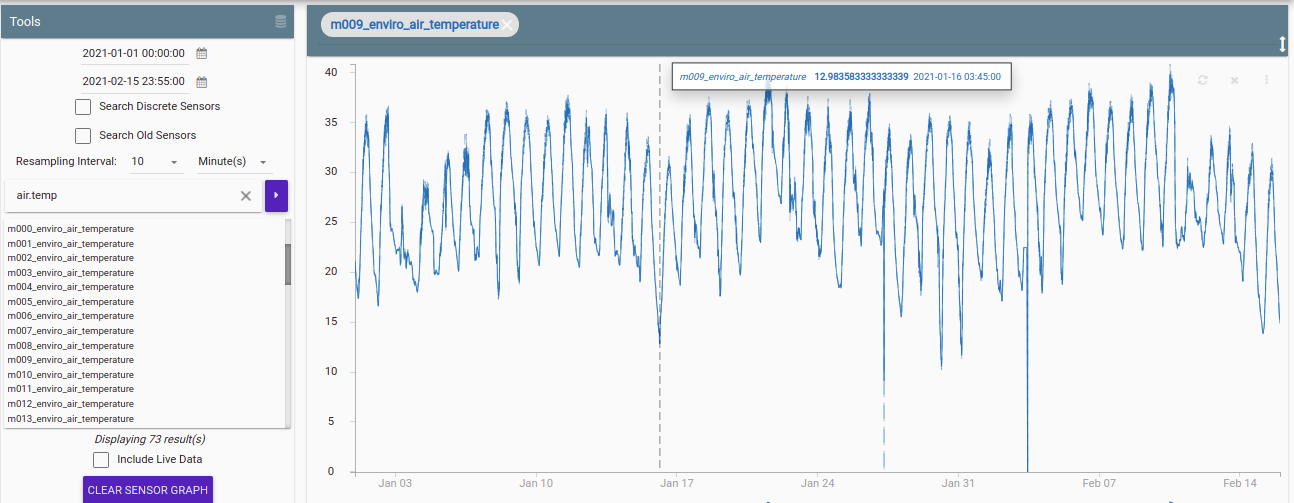 Tools
2021-01-01 00:00:00
2021-02-15 23:55:00
Search Discrete Sensors
Search Old Sensors
Resampling Interval: 10 Minute(s)
air.temp
m000_enviro_air_temperature
m001_enviro_air_temperature
m002_enviro_air_temperature
m003_enviro_air_temperature
m004_enviro_air_temperature
m005_enviro_air_temperature
m006_enviro_air_temperature
m007_enviro_air_temperature
m008_enviro_air_temperature
m009_enviro_air_temperature
m010_enviro_air_temperature
m011_enviro_air_temperature
m012_enviro_air_temperature
m013_enviro_air_temperature
Displaying 73 result(s)
Include Live Data
CLEAR SENSOR GRAPH
m009_enviro_air_temperature
m009_enviro_air_temperature 12.983583333333339 2021-01-16 03:45:00
40
35
30
25
20
15
10
5
0
Jan 03 Jan 10 Jan 17 Jan 24 Jan 31 Feb 07 Feb 14